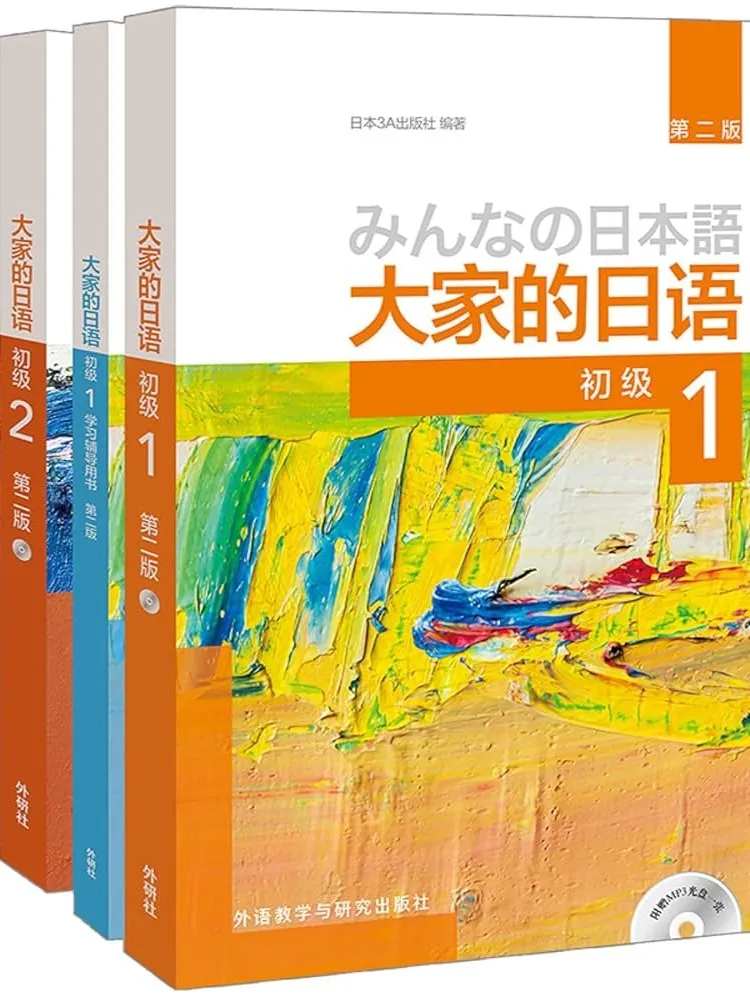 日本3A出版社 编著
第二版
みんなの日本語
大家的日语
初级 1
外语教学与研究出版社
附赠MP3光盘一张
大家的日语 初级 1 第二版
外研社
大家的日语 初级 1 学习辅导用书 第二版
外研社
大家的日语 初级 2 第二版
外研社